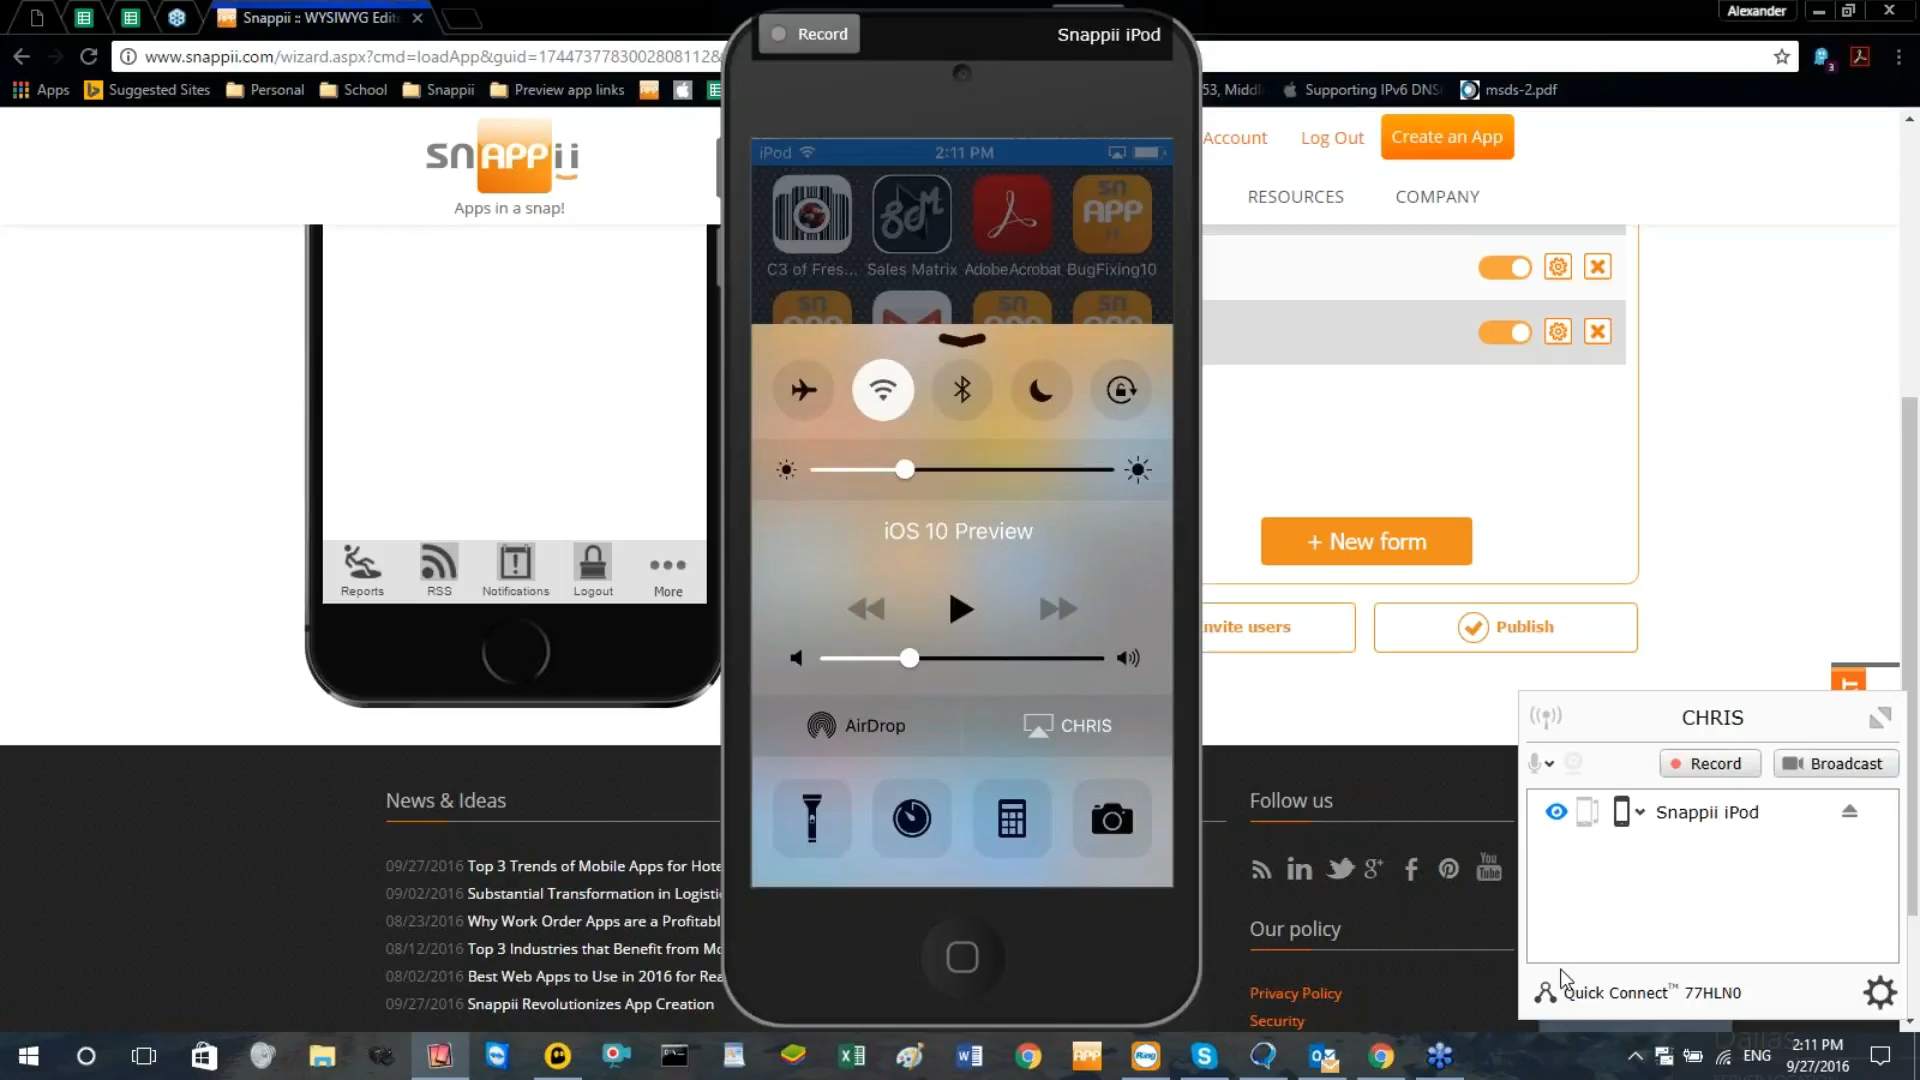 Snappii :: WYSIWYG Edit
Alexander
www.snappii.com/wizard.aspx?cmd=loadApp&guid=17447377830028081128
3
Apps
Suggested Sites
Personal
School
Snappii
Preview app links
53, Middl
Supporting IPv6 DNS
msds-2.pdf
Record
Snappii iPod
snAPPii
Apps in a snap!
Account
Log Out
Create an App
RESOURCES
COMPANY
iPod
2:11 PM
C3 of Fres...
Sales Matrix
AdobeAcrobat
BugFixing10
iOS 10 Preview
AirDrop
CHRIS
Reports
RSS
Notifications
Logout
More
+ New form
nvite users
Publish
CHRIS
Record
Broadcast
Snappii iPod
Quick Connect™ 77HLN0
News & Ideas
09/27/2016 Top 3 Trends of Mobile Apps for Hote
09/02/2016 Substantial Transformation in Logisti
08/23/2016 Why Work Order Apps are a Profitabl
08/12/2016 Top 3 Industries that Benefit from Mo
08/02/2016 Best Web Apps to Use in 2016 for Rea
09/27/2016 Snappii Revolutionizes App Creation
Follow us
You Tube
Our policy
Privacy Policy
Security
ENG
2:11 PM
9/27/2016